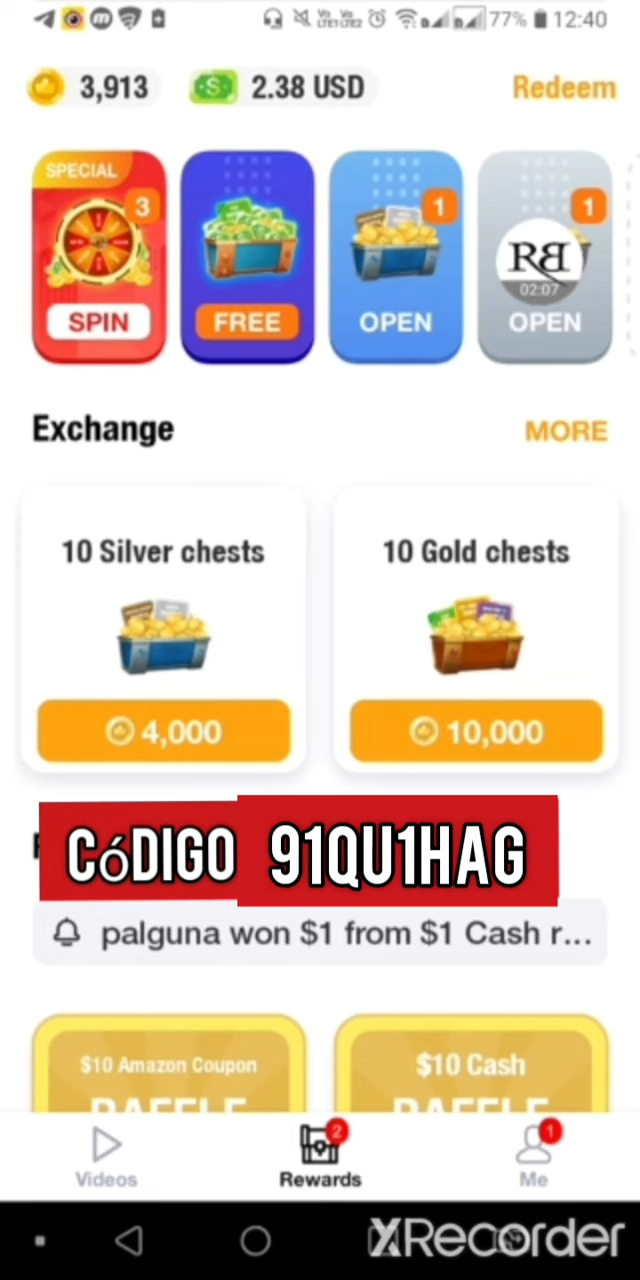 77% 12:40
3,913 2.38 USD Redeem
SPECIAL
3 1 1
RB
02:07
SPIN FREE OPEN OPEN
Exchange MORE
10 Silver chests 10 Gold chests
4,000 10,000
CóDIGO 91QU1HAG
palguna won $1 from $1 Cash r...
$10 Amazon Coupon $10 Cash
RAFFLE RAFFLE
2 1
Videos Rewards Me
XRecorder